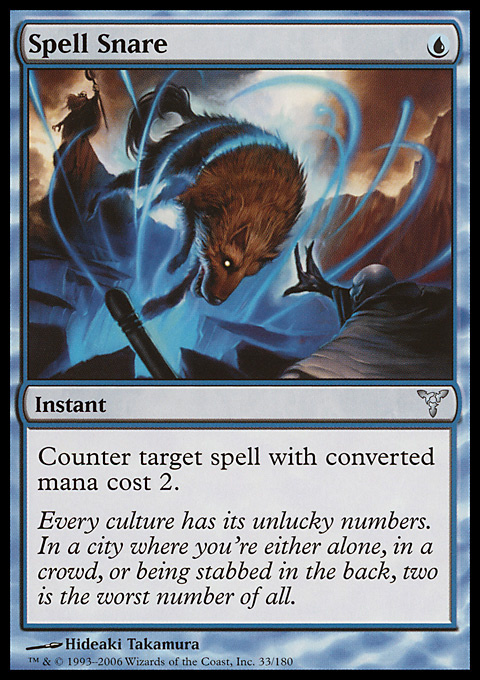 Spell Snare
Instant
Counter target spell with converted
mana cost 2.
Every culture has its unlucky numbers.
In a city where you're either alone, in a
crowd, or being stabbed in the back, two
is the worst number of all.
Hideaki Takamura
™ & © 1993–2006 Wizards of the Coast, Inc. 33/180